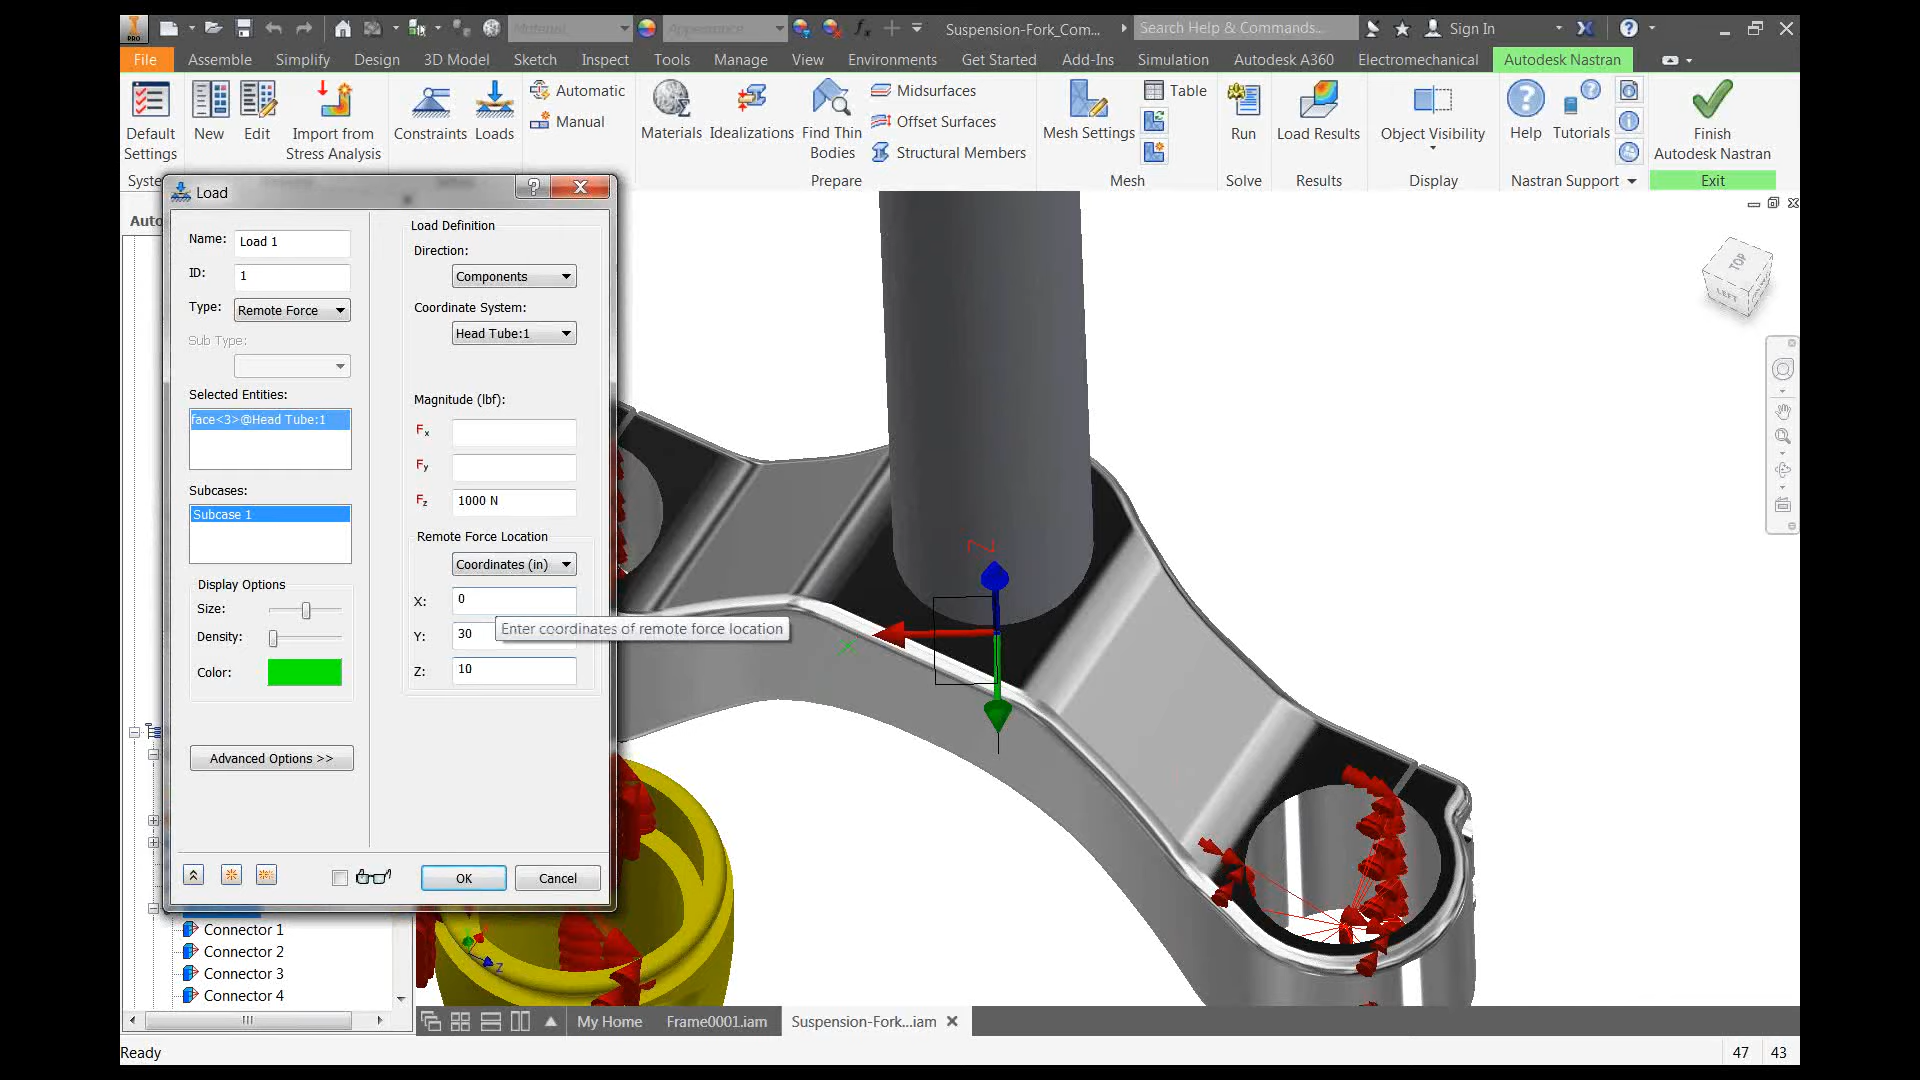 PRO
Material
Appearance
Suspension-Fork_Com...
Search Help & Commands...
Sign In
File
Assemble
Simplify
Design
3D Model
Sketch
Inspect
Tools
Manage
View
Environments
Get Started
Add-Ins
Simulation
Autodesk A360
Electromechanical
Autodesk Nastran
Default
Settings
New
Edit
Import from
Stress Analysis
Constraints
Loads
Automatic
Manual
Materials
Idealizations
Find Thin
Bodies
Midsurfaces
Offset Surfaces
Structural Members
Mesh Settings
Table
Run
Load Results
Object Visibility
Help
Tutorials
Finish
Autodesk Nastran
Syste
Prepare
Mesh
Solve
Results
Display
Nastran Support
Exit
Auto
Load
Name:
Load 1
ID:
1
Type:
Remote Force
Sub Type:
Selected Entities:
face<3>@Head Tube:1
Subcases:
Subcase 1
Display Options
Size:
Density:
Color:
Advanced Options >>
Load Definition
Direction:
Components
Coordinate System:
Head Tube:1
Magnitude (lbf):
Fx
Fy
Fz
1000 N
Remote Force Location
Coordinates (in)
X:
0
Y:
30
Enter coordinates of remote force location
Z:
10
OK
Cancel
TOP
LEFT
Z
Z
Connector 1
Connector 2
Connector 3
Connector 4
My Home
Frame0001.iam
Suspension-Fork...iam
Ready
47
43